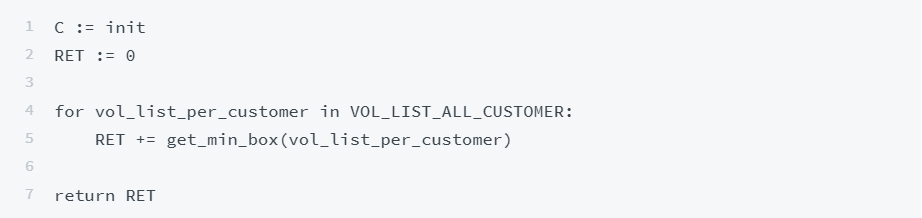 1 C := init
2 RET := 0
3
4 for vol_list_per_customer in VOL_LIST_ALL_CUSTOMER:
5     RET += get_min_box(vol_list_per_customer)
6
7 return RET